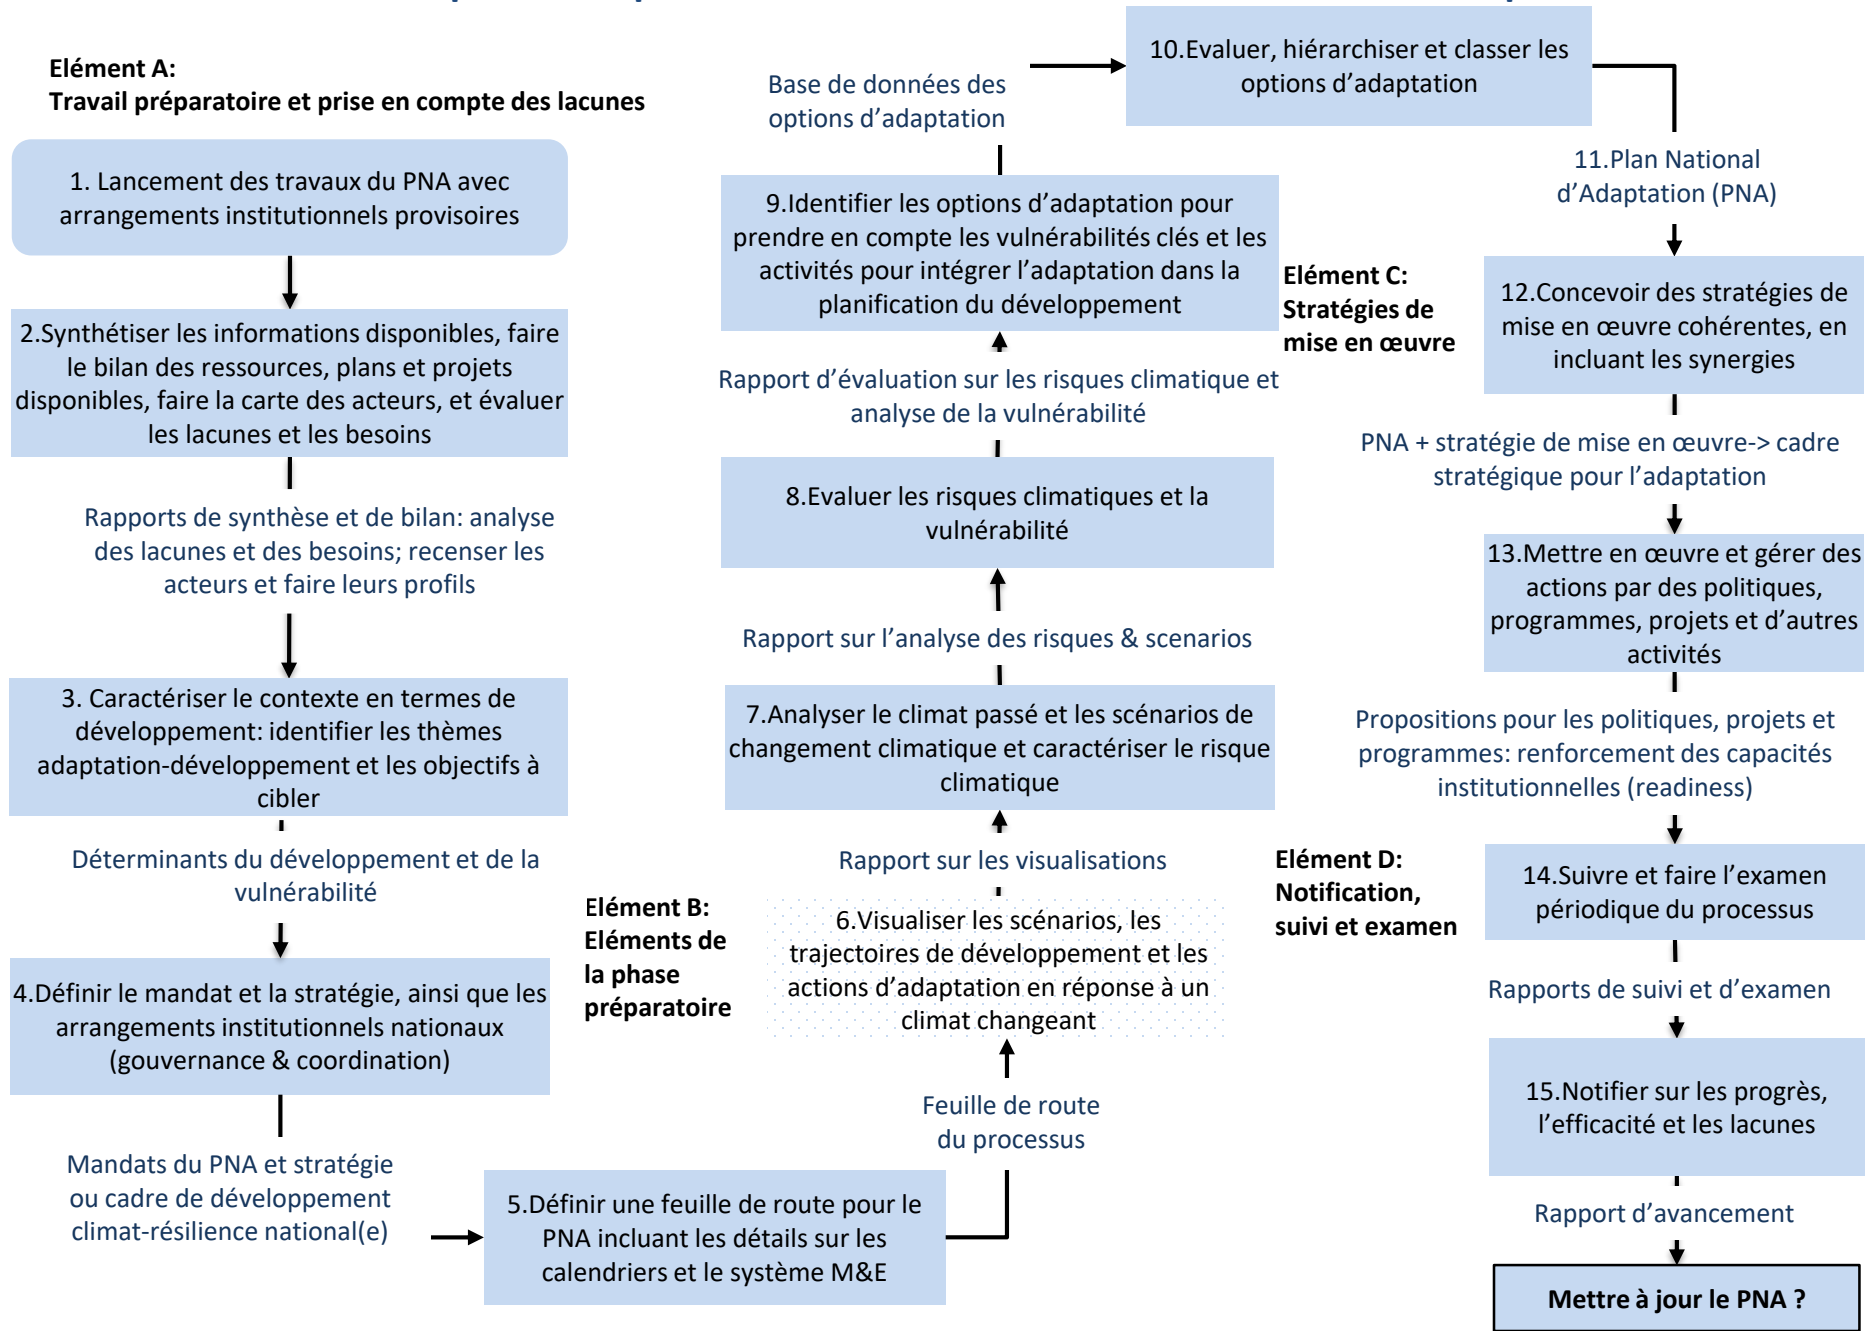 Elément A:
Travail préparatoire et prise en compte des lacunes
1. Lancement des travaux du PNA avec
arrangements institutionnels provisoires
2.Synthétiser les informations disponibles, faire
le bilan des ressources, plans et projets
disponibles, faire la carte des acteurs, et évaluer
les lacunes et les besoins
Rapports de synthèse et de bilan: analyse
des lacunes et des besoins; recenser les
acteurs et faire leurs profils
3. Caractériser le contexte en termes de
développement: identifier les thèmes
adaptation-développement et les objectifs à
cibler
Déterminants du développement et de la
vulnérabilité
4.Définir le mandat et la stratégie, ainsi que les
arrangements institutionnels nationaux
(gouvernance & coordination)
Mandats du PNA et stratégie
ou cadre de développement
climat-résilience national(e)
5.Définir une feuille de route pour le
PNA incluant les détails sur les
calendriers et le système M&E
Feuille de route
du processus
Elément B:
Eléments de
la phase
préparatoire
6.Visualiser les scénarios, les
trajectoires de développement et les
actions d’adaptation en réponse à un
climat changeant
Rapport sur les visualisations
7.Analyser le climat passé et les scénarios de
changement climatique et caractériser le risque
climatique
Rapport sur l’analyse des risques & scenarios
8.Evaluer les risques climatiques et la
vulnérabilité
Rapport d’évaluation sur les risques climatique et
analyse de la vulnérabilité
9.Identifier les options d’adaptation pour
prendre en compte les vulnérabilités clés et les
activités pour intégrer l’adaptation dans la
planification du développement
Base de données des
options d’adaptation
10.Evaluer, hiérarchiser et classer les
options d’adaptation
11.Plan National
d’Adaptation (PNA)
Elément C:
Stratégies de
mise en œuvre
12.Concevoir des stratégies de
mise en œuvre cohérentes, en
incluant les synergies
PNA + stratégie de mise en œuvre-> cadre
stratégique pour l’adaptation
13.Mettre en œuvre et gérer des
actions par des politiques,
programmes, projets et d’autres
activités
Propositions pour les politiques, projets et
programmes: renforcement des capacités
institutionnelles (readiness)
Elément D:
Notification,
suivi et examen
14.Suivre et faire l’examen
périodique du processus
Rapports de suivi et d’examen
15.Notifier sur les progrès,
l’efficacité et les lacunes
Rapport d’avancement
Mettre à jour le PNA ?